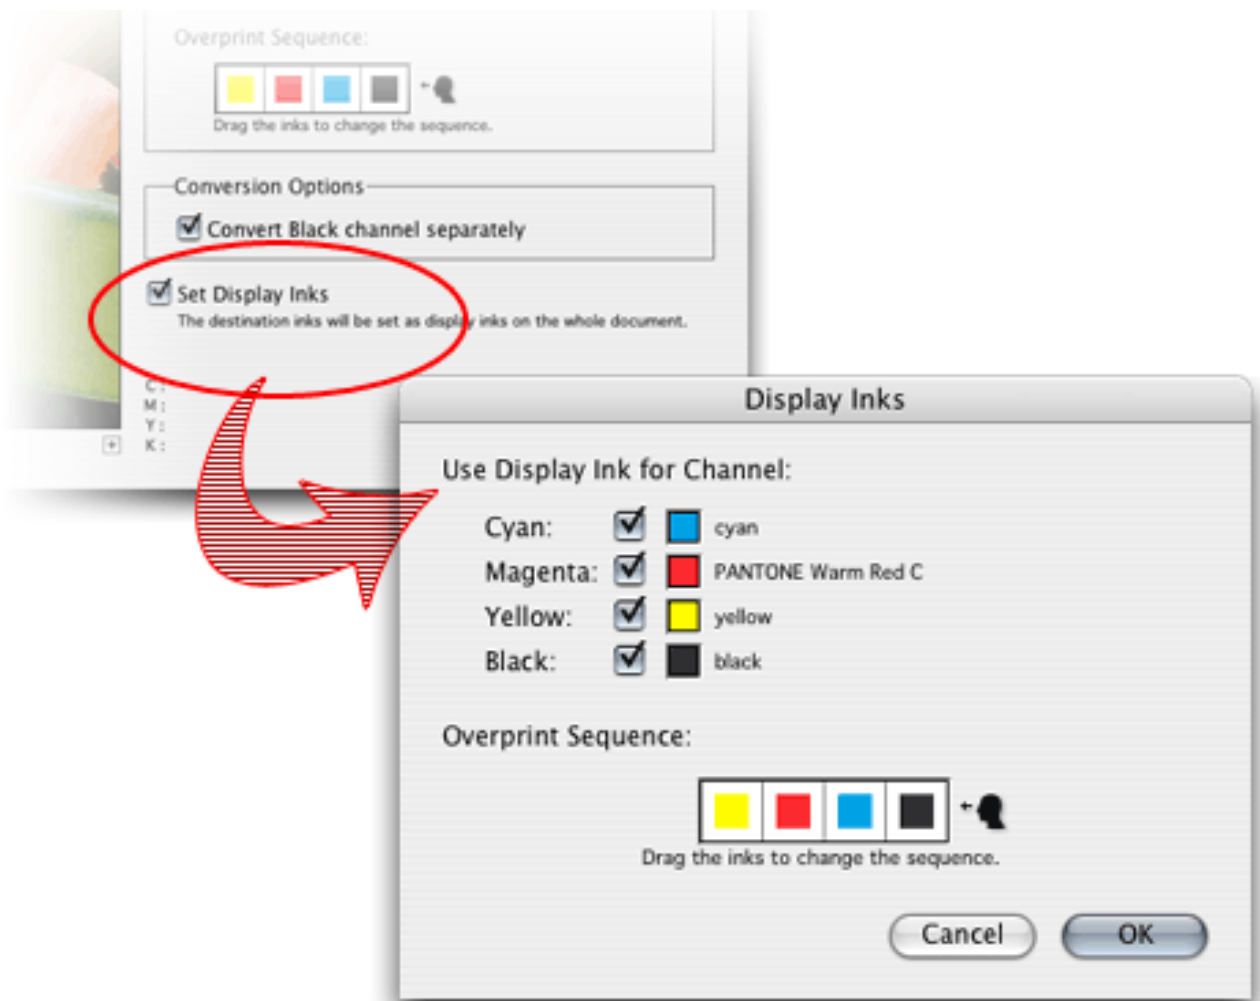 Overprint Sequence:
Drag the inks to change the sequence.
Conversion Options
Convert Black channel separately
Set Display Inks
The destination inks will be set as display inks on the whole document.
C:
M:
Y:
K:
Display Inks
Use Display Ink for Channel:
Cyan: cyan
Magenta: PANTONE Warm Red C
Yellow: yellow
Black: black
Overprint Sequence:
Drag the inks to change the sequence.
Cancel OK